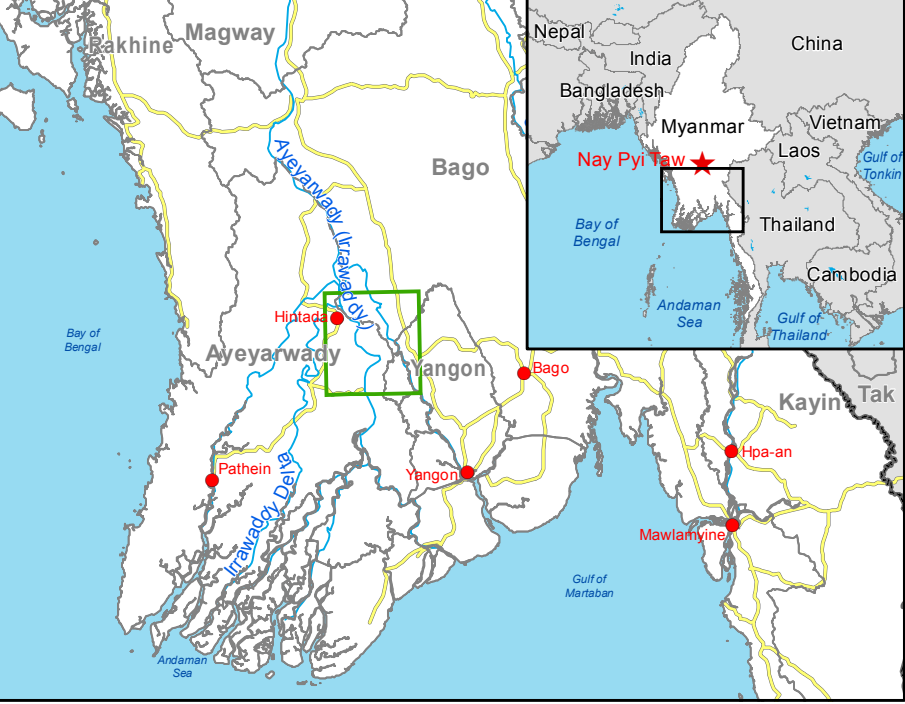 Rakhine
Magway
Bago
Ayeyarwady (Irrawaddy)
Hintada
Ayeyarwady
Yangon
Bago
Bay of
Bengal
Pathein
Yangon
Irrawaddy Delta
Andaman
Sea
Gulf of
Martaban
Kayin
Tak
Hpa-an
Mawlamyine
Nepal
India
China
Bangladesh
Myanmar
Vietnam
Laos
Nay Pyi Taw
Gulf of
Tonkin
Bay of
Bengal
Thailand
Cambodia
Andaman
Sea
Gulf of
Thailand